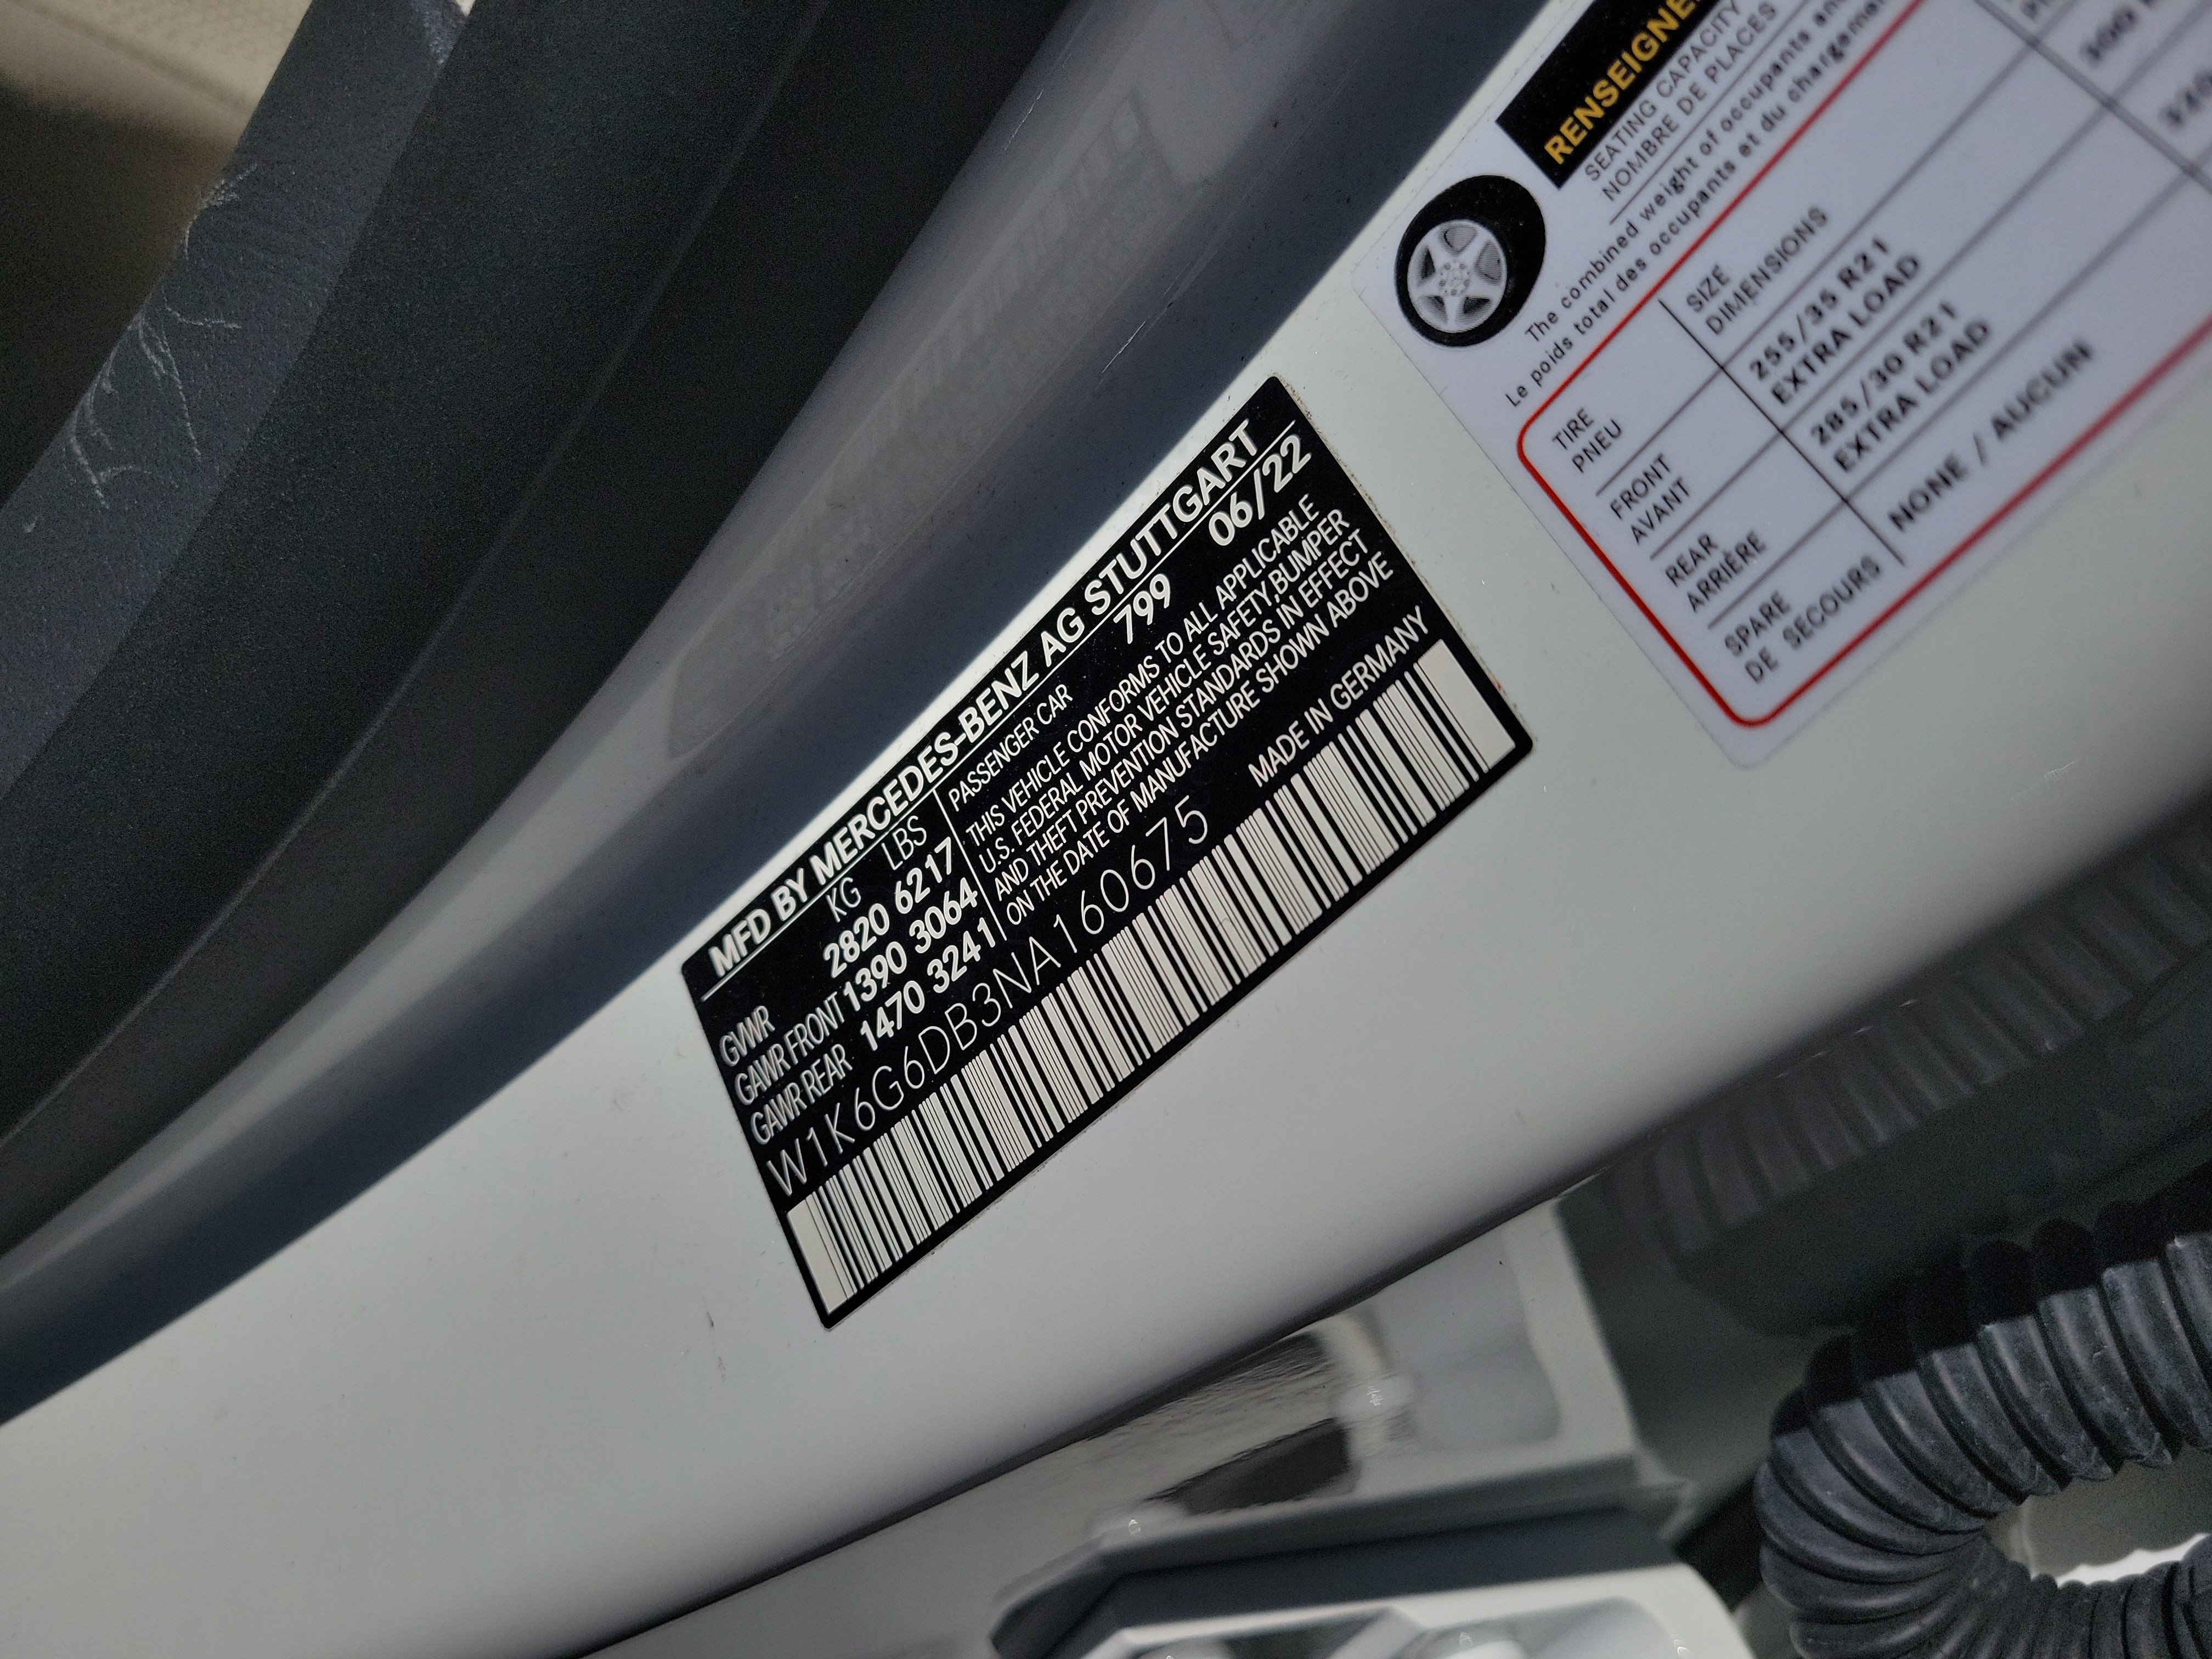 MFD BY MERCEDES-BENZ AG STUTTGART
KG LBS
GVWR 2820 6217
GAWR FRONT 1390 3064
GAWR REAR 1470 3241
PASSENGER CAR 799 06/22
THIS VEHICLE CONFORMS TO ALL APPLICABLE
U.S. FEDERAL MOTOR VEHICLE SAFETY,BUMPER
AND THEFT PREVENTION STANDARDS IN EFFECT
ON THE DATE OF MANUFACTURE SHOWN ABOVE
W1K6G6DB3NA160675 MADE IN GERMANY
SEATING CAPACITY
NOMBRE DE PLACES
The combined weight of occupants
Le poids total des occupants et du
TIRE SIZE
PNEU DIMENSIONS
FRONT 255/35 R21
AVANT EXTRA LOAD
REAR 285/30 R21
ARRIÈRE EXTRA LOAD
SPARE NONE / AUCUN
DE SECOURS